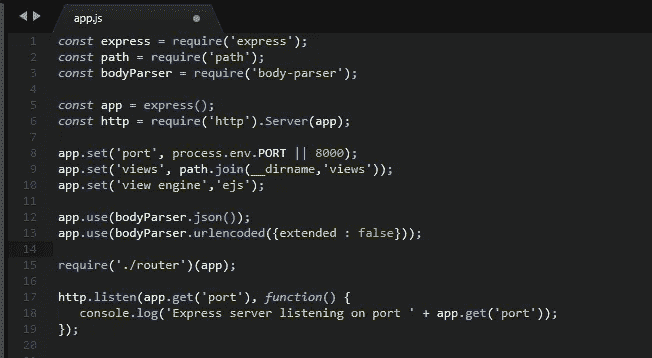 app.js
1 const express = require('express');
2 const path = require('path');
3 const bodyParser = require('body-parser');
4
5 const app = express();
6 const http = require('http').Server(app);
7
8 app.set('port', process.env.PORT || 8000);
9 app.set('views', path.join(__dirname,'views'));
10 app.set('view engine','ejs');
11
12 app.use(bodyParser.json());
13 app.use(bodyParser.urlencoded({extended : false}));
14
15 require('./router')(app);
16
17 http.listen(app.get('port'), function() {
18    console.log('Express server listening on port ' + app.get('port'));
19 });
20